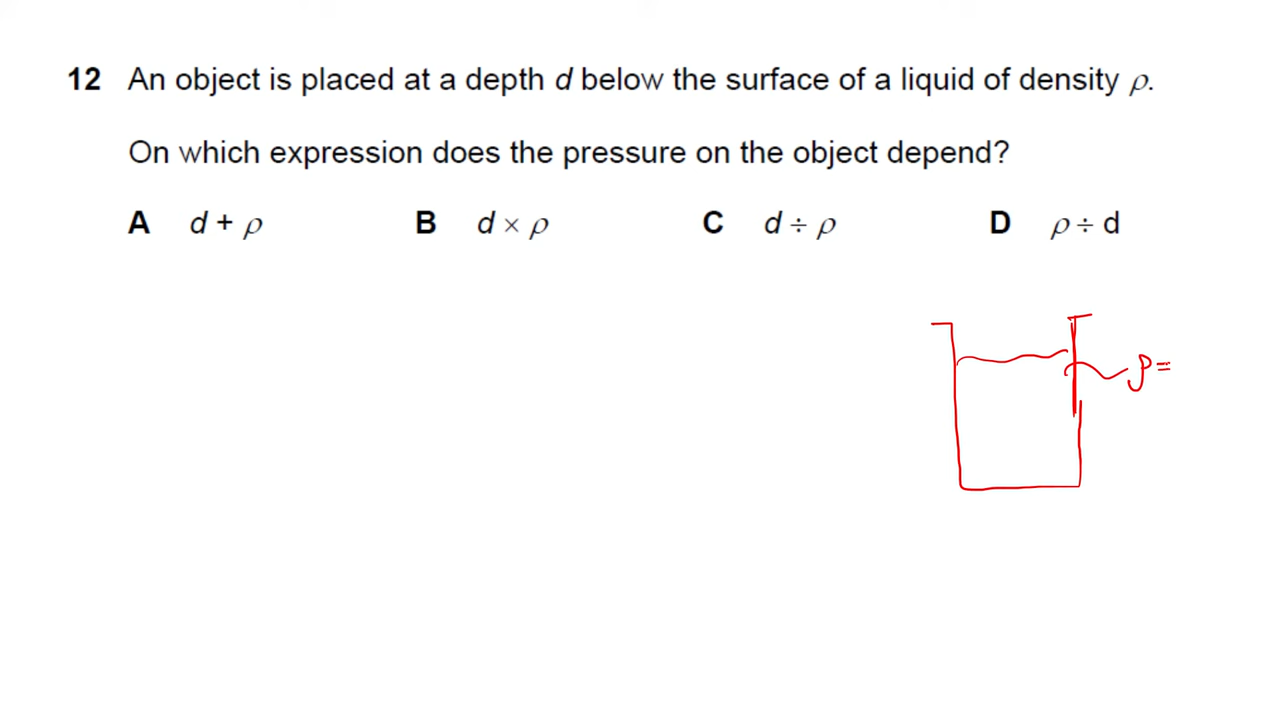 12 An object is placed at a depth d below the surface of a liquid of density ρ.
On which expression does the pressure on the object depend?
A d + ρ B d × ρ C d ÷ ρ D ρ ÷ d
ρ =